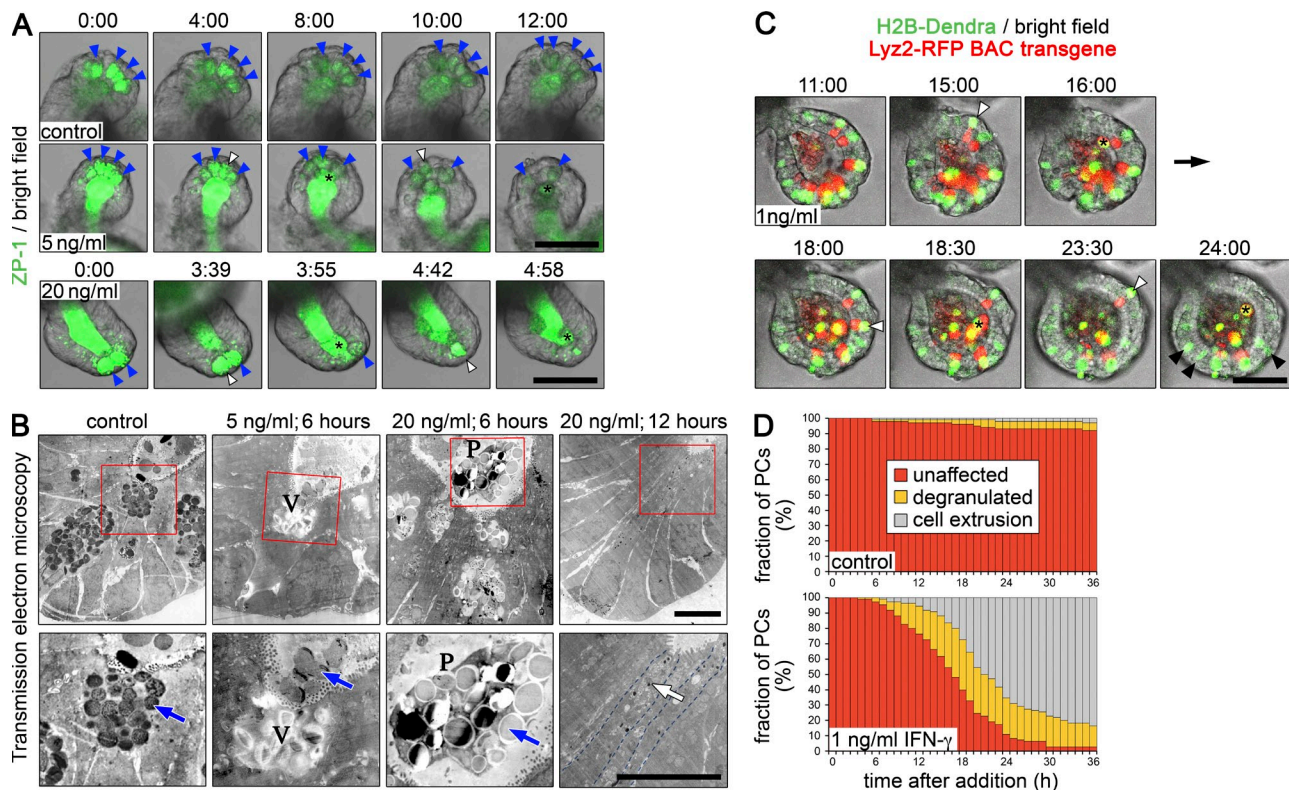 A
0:00 4:00 8:00 10:00 12:00
control
5 ng/ml
*
*
ZP-1 / bright field
0:00 3:39 3:55 4:42 4:58
20 ng/ml
*
*
B
control 5 ng/ml; 6 hours 20 ng/ml; 6 hours 20 ng/ml; 12 hours
Transmission electron microscopy
V
P
V
P
C
H2B-Dendra / bright field
Lyz2-RFP BAC transgene
11:00 15:00 16:00
*
1ng/ml
18:00 18:30 23:30 24:00
*
*
D
fraction of PCs
(%)
100
90
80
70
60
50
40
30
20
10
0
unaffected
degranulated
cell extrusion
control
0 6 12 18 24 30 36
fraction of PCs
(%)
100
90
80
70
60
50
40
30
20
10
0
1 ng/ml IFN-γ
0 6 12 18 24 30 36
time after addition (h)